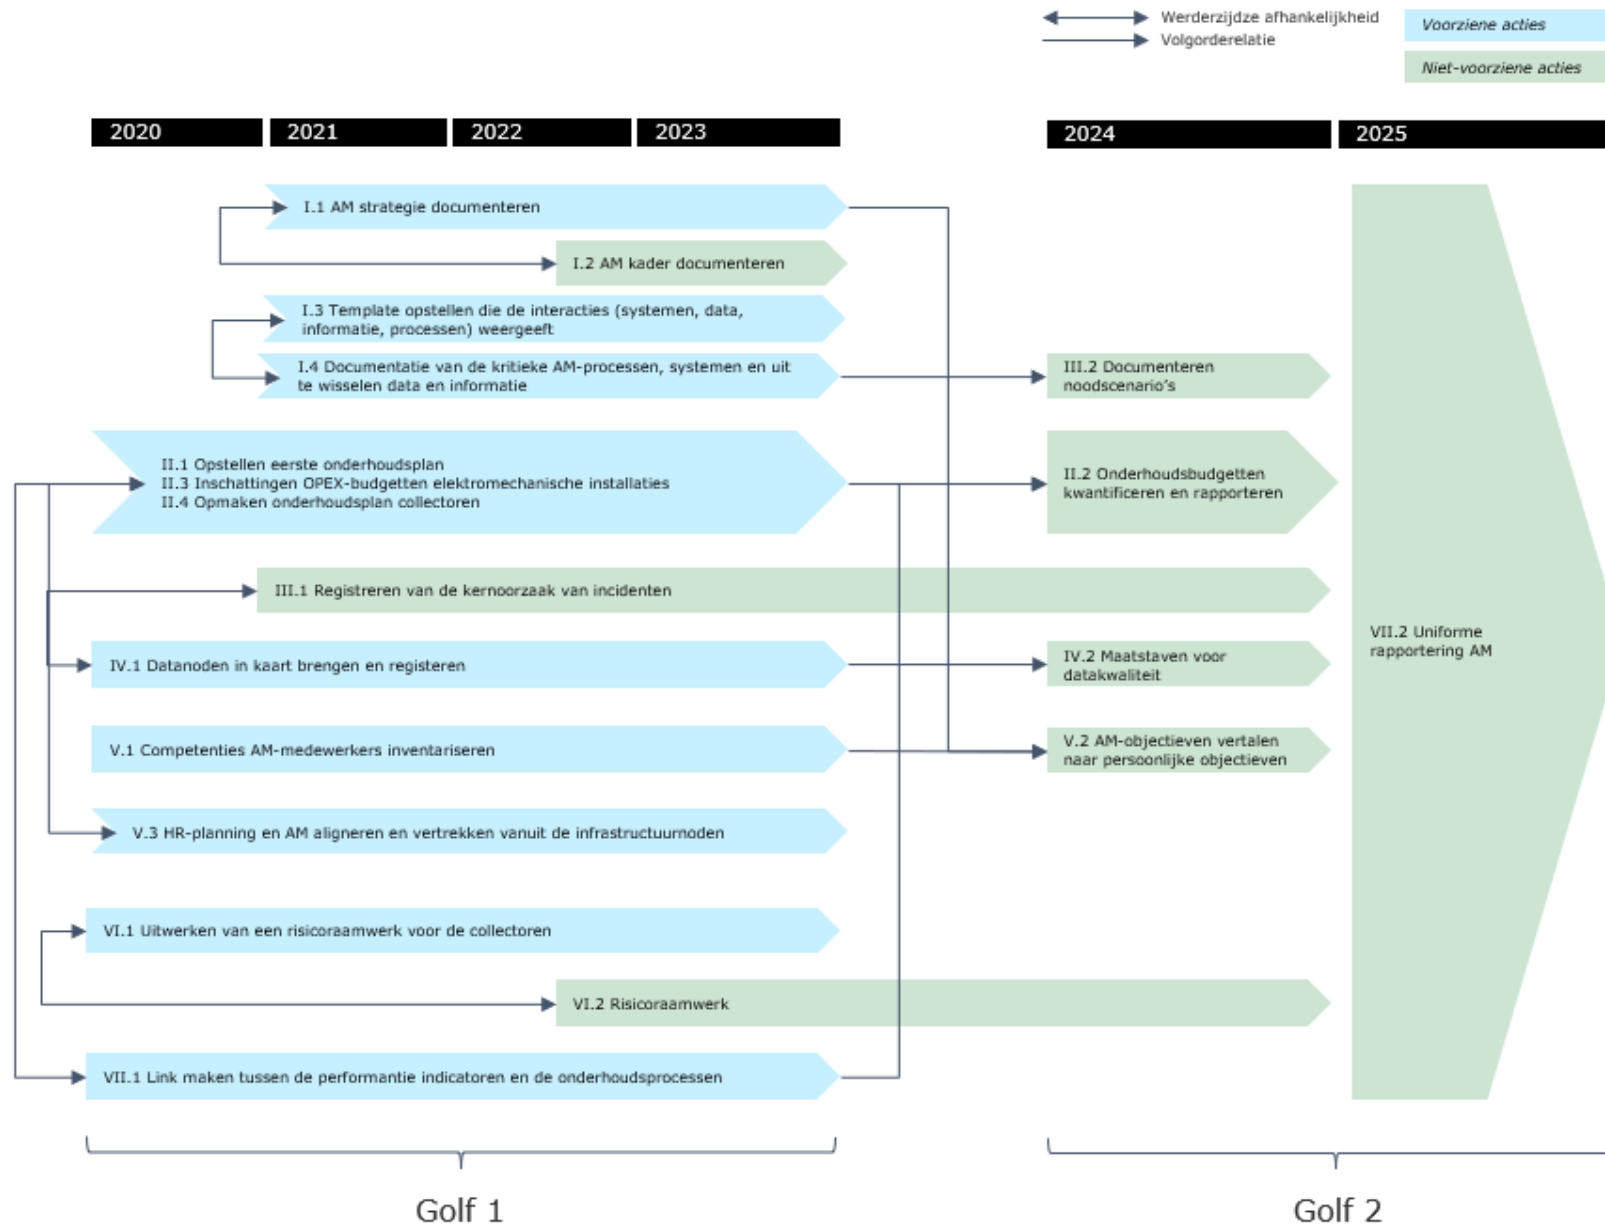 Werderzijdze afhankelijkheid
Volgorderelatie
Voorziene acties
Niet-voorziene acties
2020
2021
2022
2023
2024
2025
I.1 AM strategie documenteren
I.2 AM kader documenteren
I.3 Template opstellen die de interacties (systemen, data,
informatie, processen) weergeeft
I.4 Documentatie van de kritieke AM-processen, systemen en uit
te wisselen data en informatie
III.2 Documenteren
noodscenario's
II.1 Opstellen eerste onderhoudsplan
II.3 Inschattingen OPEX-budgetten elektromechanische installaties
II.4 Opmaken onderhoudsplan collectoren
II.2 Onderhoudsbudgetten
kwantificeren en rapporteren
III.1 Registreren van de kernoorzaak van incidenten
VII.2 Uniforme
rapportering AM
IV.1 Datanoden in kaart brengen en registeren
IV.2 Maatstaven voor
datakwaliteit
V.1 Competenties AM-medewerkers inventariseren
V.2 AM-objectieven vertalen
naar persoonlijke objectieven
V.3 HR-planning en AM aligneren en vertrekken vanuit de infrastructuurnoden
VI.1 Uitwerken van een risicoraamwerk voor de collectoren
VI.2 Risicoraamwerk
VII.1 Link maken tussen de performantie indicatoren en de onderhoudsprocessen
Golf 1
Golf 2